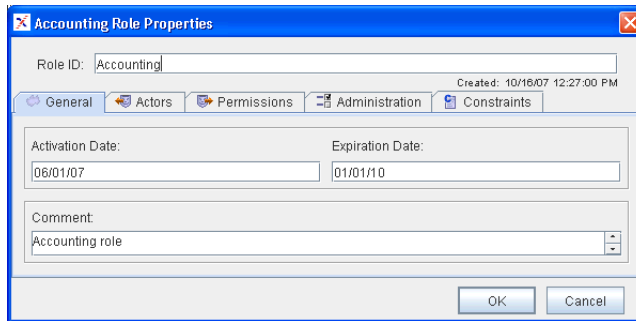 Accounting Role Properties
Role ID: Accounting
Created: 10/16/07 12:27:00 PM
General Actors Permissions Administration Constraints
Activation Date: Expiration Date:
06/01/07 01/01/10
Comment:
Accounting role
OK Cancel